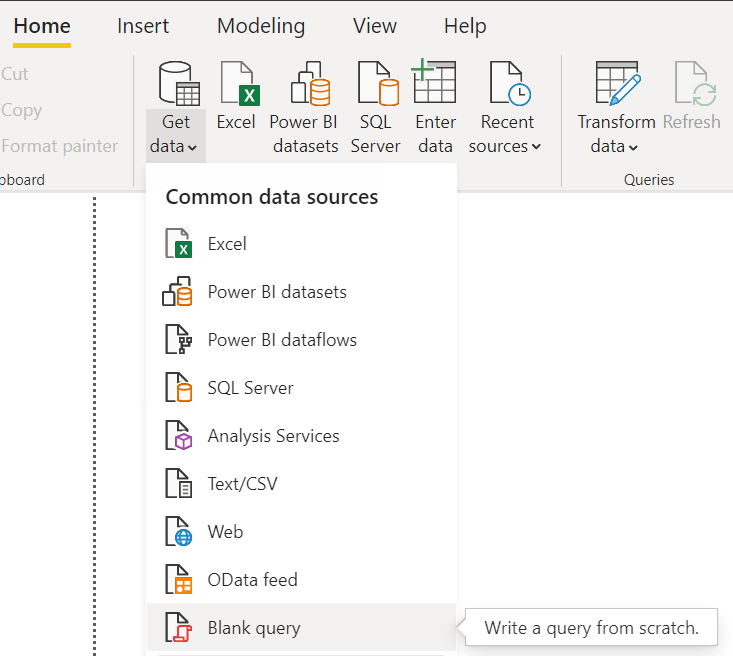 Home Insert Modeling View Help
Cut
Copy
Format painter
Get data
Excel
Power BI datasets
SQL Server
Enter data
Recent sources
Transform data
Refresh
pboard
Queries
Common data sources
Excel
Power BI datasets
Power BI dataflows
SQL Server
Analysis Services
Text/CSV
Web
OData feed
Blank query
Write a query from scratch.